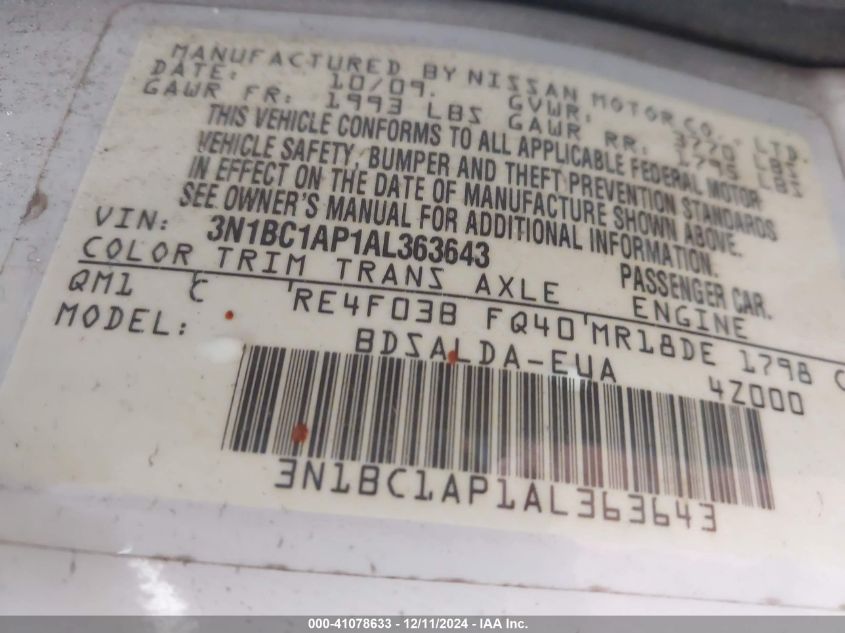 MANUFACTURED BY NISSAN MOTOR CO., LTD.
DATE: 10/09. GVWR: 3770 LBS
GAWR FR: 1993 LBS GAWR RR: 1795 LBS
THIS VEHICLE CONFORMS TO ALL APPLICABLE FEDERAL MOTOR
VEHICLE SAFETY, BUMPER AND THEFT PREVENTION STANDARDS
IN EFFECT ON THE DATE OF MANUFACTURE SHOWN ABOVE.
SEE OWNER'S MANUAL FOR ADDITIONAL INFORMATION.
VIN: 3N1BC1AP1AL363643 PASSENGER CAR.
COLOR TRIM TRANS AXLE ENGINE
QM1 C RE4F03B FQ40 MR18DE 1798 C
MODEL: BDSALDA-EUA 4Z000
3N1BC1AP1AL363643
000-41078633 - 12/11/2024 - IAA Inc.